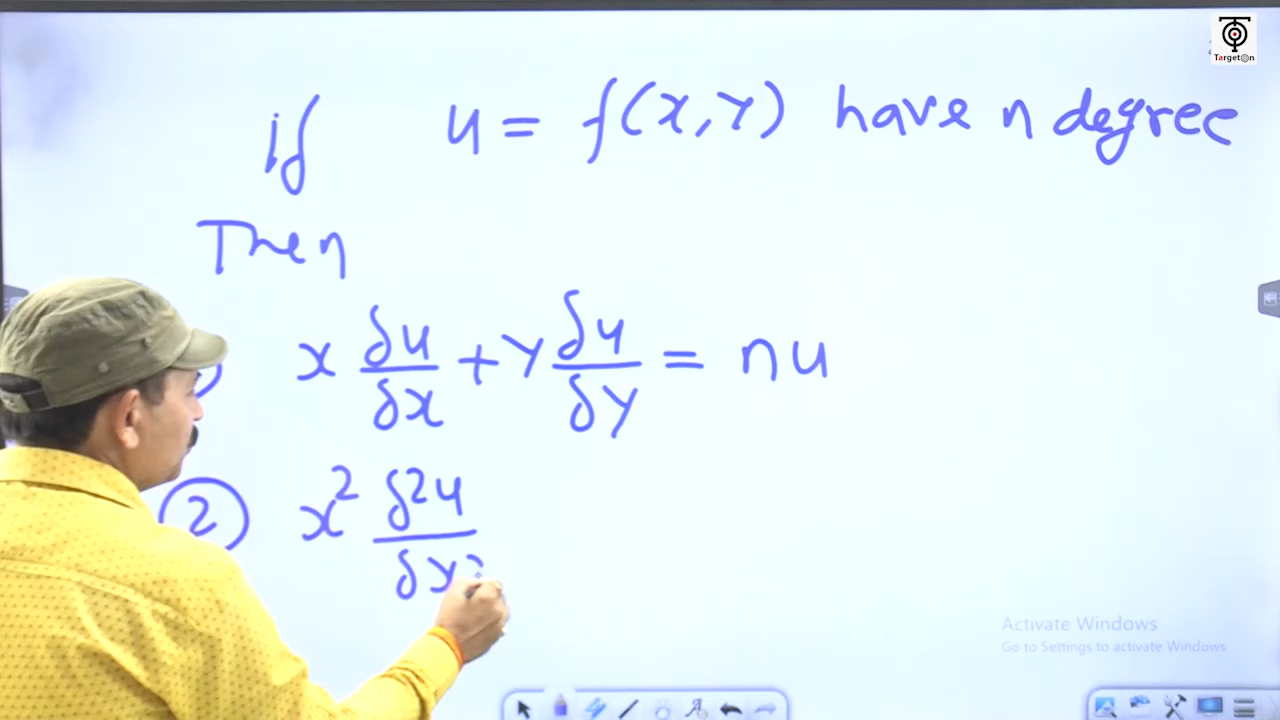 TargetOn
if u = f(x, y) have n degree
Then
x δu/δx + y δu/δy = nu
2 x² δ²u/δx²
Activate Windows
Go to Settings to activate Windows.